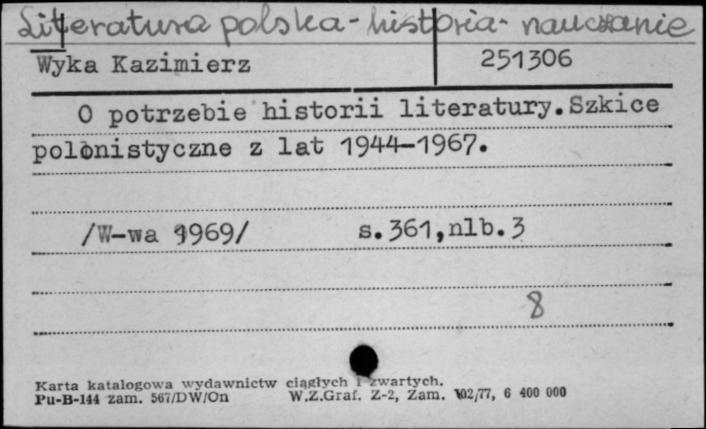 Literatura polska - historia - nauczanie
Wyka Kazimierz 251306
O potrzebie historii literatury. Szkice
polonistyczne z lat 1944-1967.
/W-wa 1969/ s.361,nlb.3
8
Karta katalogowa wydawnictw ciągłych i zwartych.
Pu-B-144 zam. 567/DW/On W.Z.Graf. Z-2, Zam. 102/77, 6 400 000